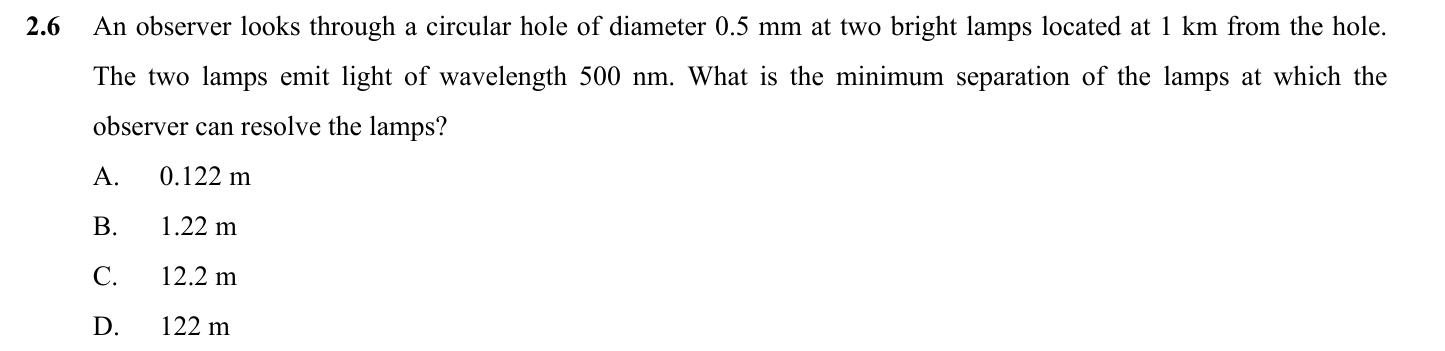 2.6 An observer looks through a circular hole of diameter 0.5 mm at two bright lamps located at 1 km from the hole.
The two lamps emit light of wavelength 500 nm. What is the minimum separation of the lamps at which the
observer can resolve the lamps?
A. 0.122 m
B. 1.22 m
C. 12.2 m
D. 122 m